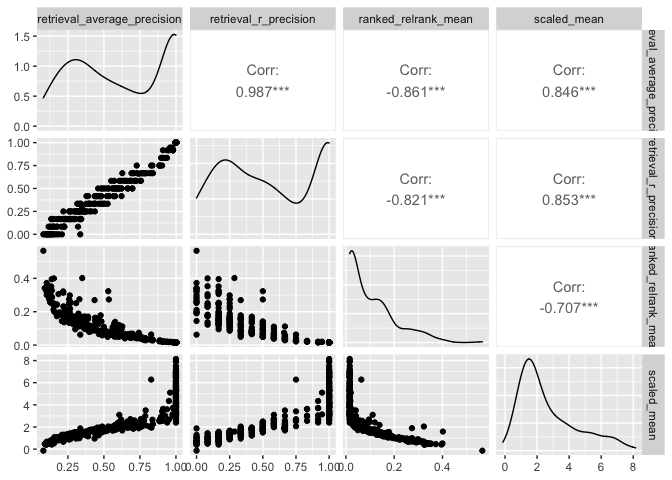 retrieval_average_precision
retrieval_r_precision
ranked_relrank_mean
scaled_mean
1.5
1.0
0.5
0.0
Corr:
0.987***
Corr:
-0.861***
Corr:
0.846***
eval_average_preci
1.00
0.75
0.50
0.25
0.00
Corr:
-0.821***
Corr:
0.853***
retrieval_r_precision
0.4
0.2
0.0
Corr:
-0.707***
anked_relrank_mea
8
6
4
2
0
scaled_mean
0.25
0.50
0.75
1.00
0.00
0.25
0.50
0.75
1.00
0.0
0.2
0.4
0
2
4
6
8